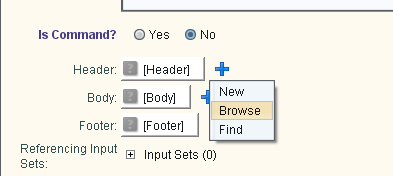 Is Command? Yes No
Header: [Header]
New
Body: [Body]
Browse
Footer: [Footer]
Find
Referencing Input
Sets:
Input Sets (0)